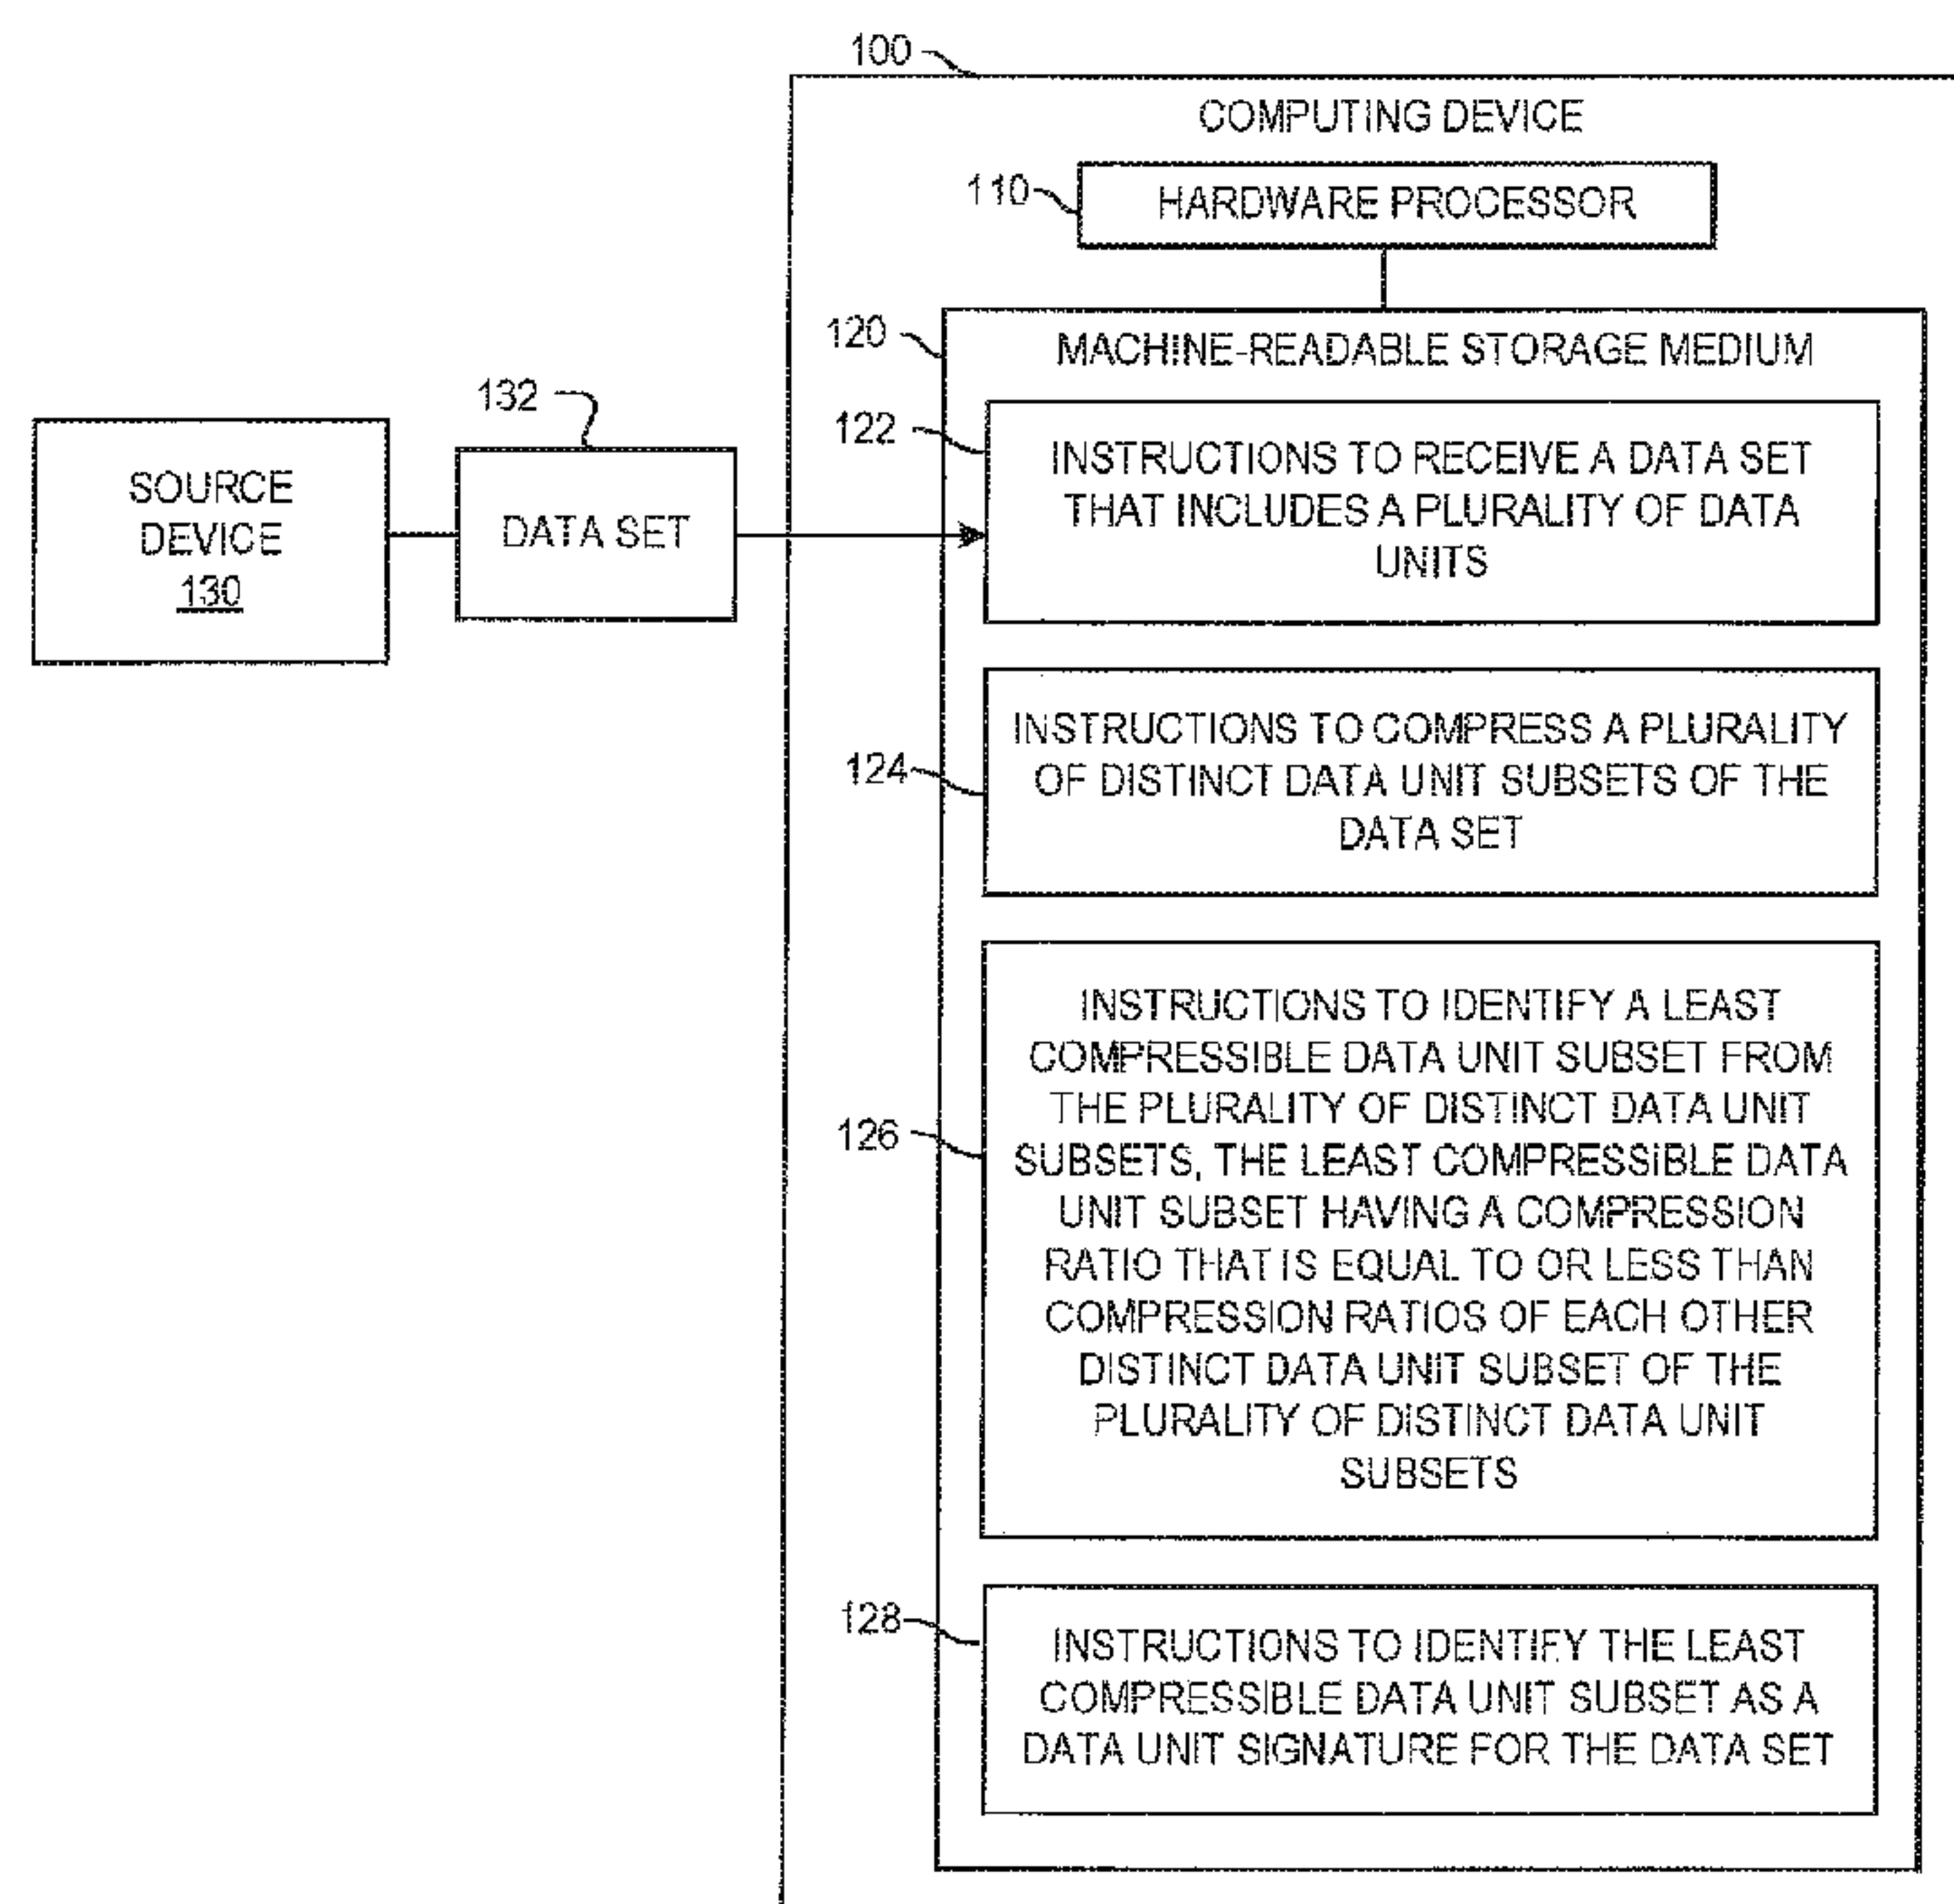 100
COMPUTING DEVICE
110
HARDWARE PROCESSOR
120
MACHINE-READABLE STORAGE MEDIUM
132
122
SOURCE
DEVICE
130
DATA SET
INSTRUCTIONS TO RECEIVE A DATA SET
THAT INCLUDES A PLURALITY OF DATA
UNITS
124
INSTRUCTIONS TO COMPRESS A PLURALITY
OF DISTINCT DATA UNIT SUBSETS OF THE
DATA SET
126
INSTRUCTIONS TO IDENTIFY A LEAST
COMPRESSIBLE DATA UNIT SUBSET FROM
THE PLURALITY OF DISTINCT DATA UNIT
SUBSETS, THE LEAST COMPRESSIBLE DATA
UNIT SUBSET HAVING A COMPRESSION
RATIO THAT IS EQUAL TO OR LESS THAN
COMPRESSION RATIOS OF EACH OTHER
DISTINCT DATA UNIT SUBSET OF THE
PLURALITY OF DISTINCT DATA UNIT
SUBSETS
128
INSTRUCTIONS TO IDENTIFY THE LEAST
COMPRESSIBLE DATA UNIT SUBSET AS A
DATA UNIT SIGNATURE FOR THE DATA SET